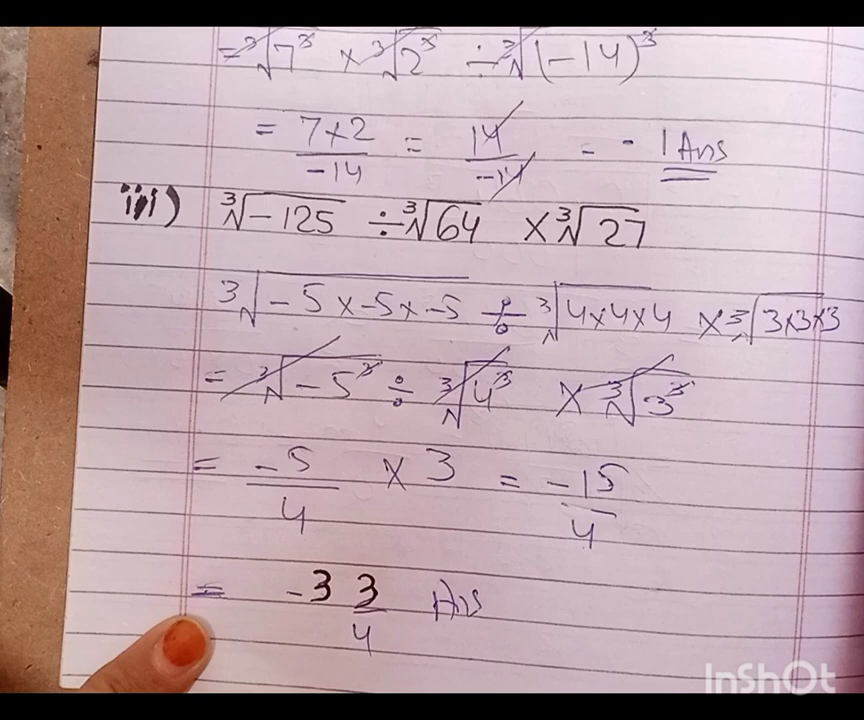 = ∛7³ × ∛2³ ÷ ∛(-14)³
= 7×2/-14 = 14/-14 = -1 Ans
iii) ∛-125 ÷ ∛64 × ∛27
∛-5×-5×-5 ÷ ∛4×4×4 × ∛3×3×3
= ∛-5³ ÷ ∛4³ × ∛3³
= -5/4 × 3 = -15/4
= -3 3/4 Ans
InShOt